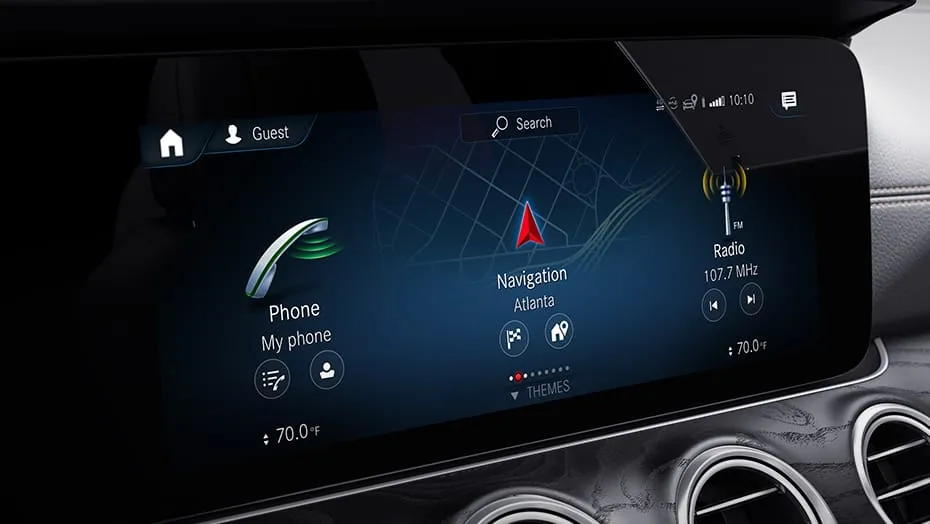 Guest
Search
10:10
Phone
My phone
Navigation
Atlanta
FM
Radio
107.7 MHz
THEMES
70.0°F
70.0°F